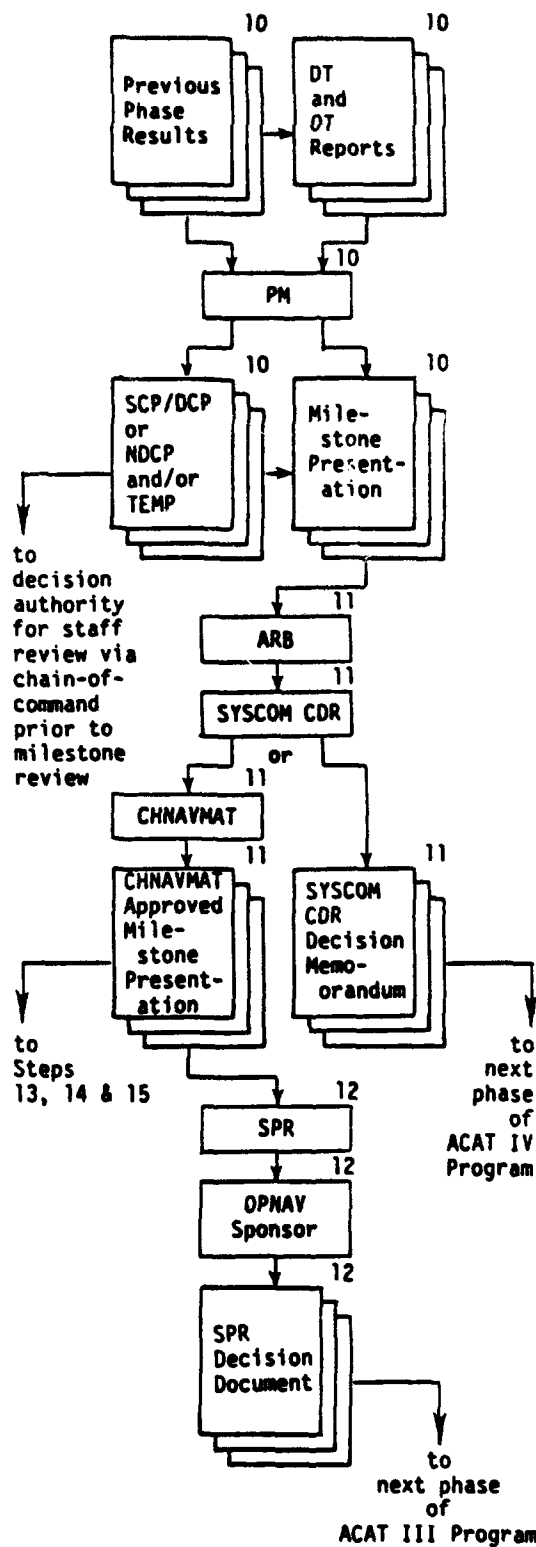 10
10
Previous
Phase
Results
DT
and
OT
Reports
10
PM
10
10
SCP/DCP
or
NDCP
and/or
TEMP
Mile-
stone
Present-
ation
to
decision
authority
for staff
review via
chain-of-
command
prior to
milestone
review
11
ARB
11
SYSCOM CDR
or
11
CHNAVMAT
11
11
CHNAVMAT
Approved
Mile-
stone
Present-
ation
SYSCOM
CDR
Decision
Memo-
orandum
to
Steps
13, 14 & 15
to
next
phase
of
ACAT IV
Program
12
SPR
12
OPNAV
Sponsor
12
SPR
Decision
Document
to
next phase
of
ACAT III Program